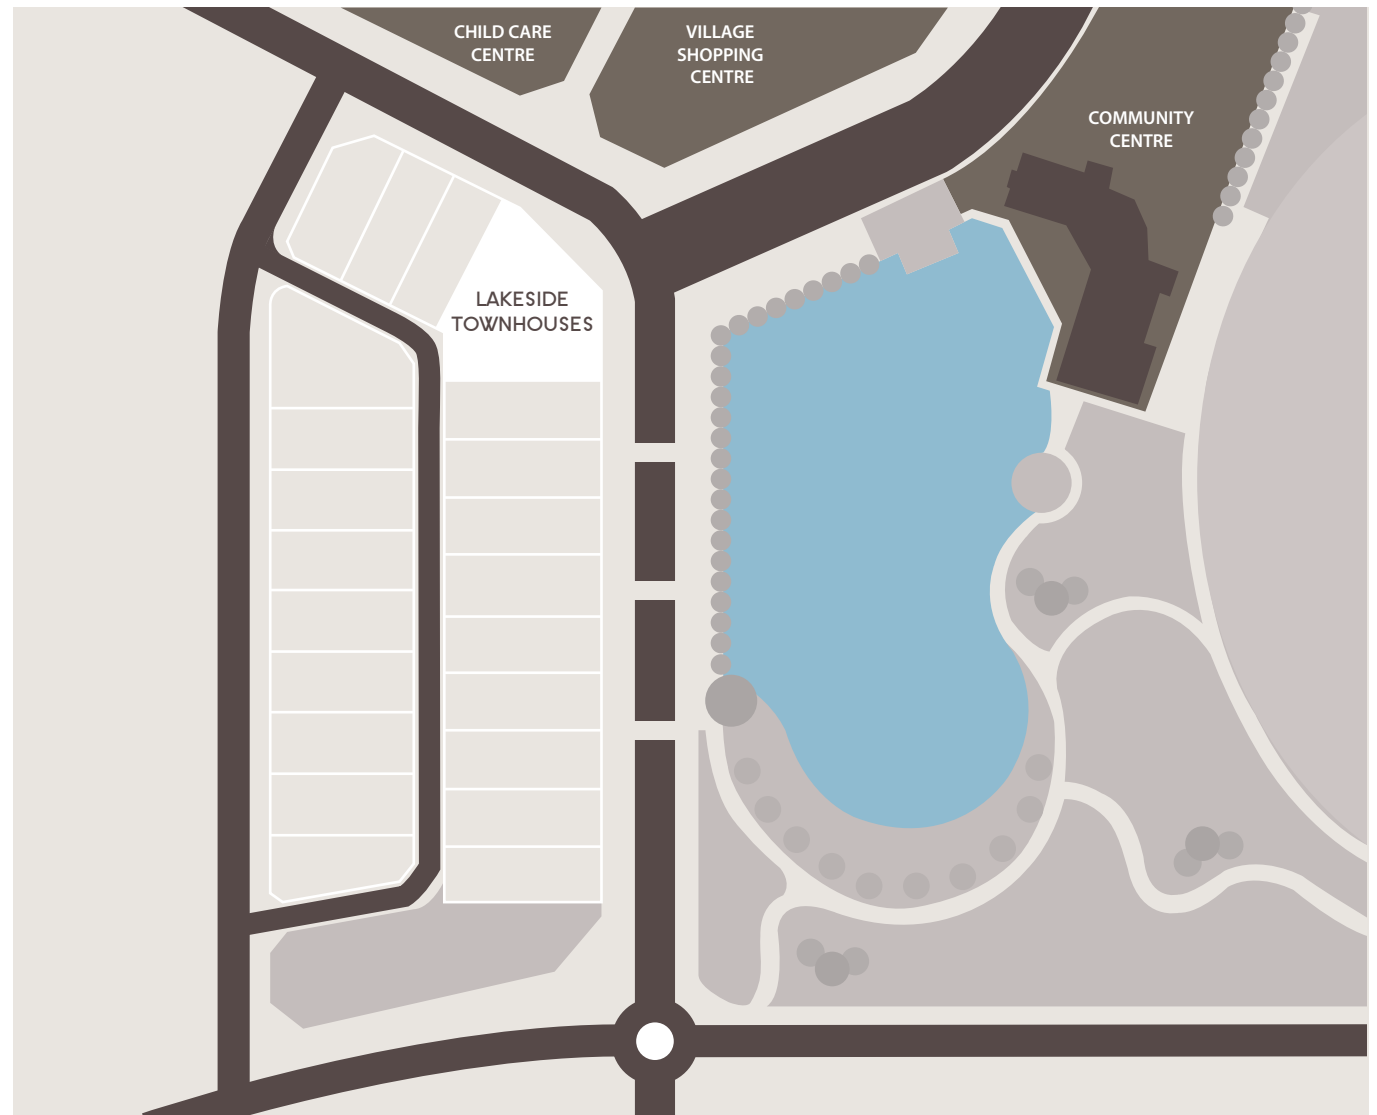 CHILD CARE
CENTRE
VILLAGE
SHOPPING
CENTRE
COMMUNITY
CENTRE
LAKESIDE
TOWNHOUSES